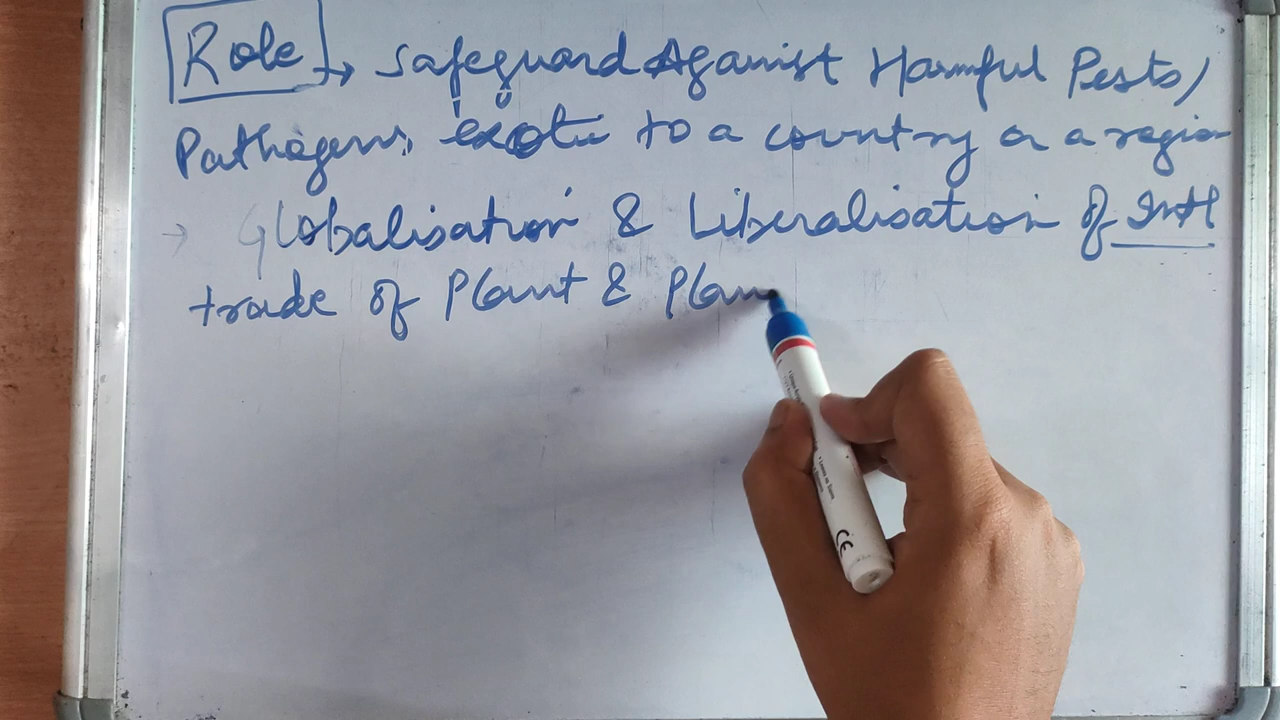 Role → Safeguard Against Harmful Pests/
Pathogens exotic to a country or a region
→ Globalisation & Liberalisation of Intl
trade of Plant & Plan
CE